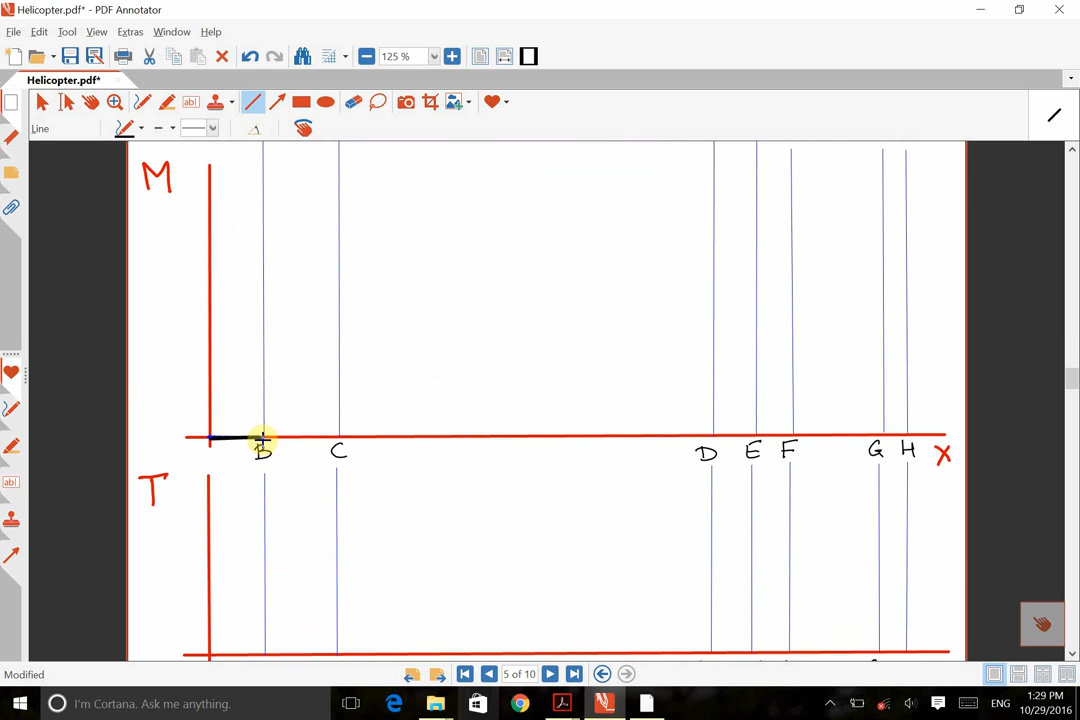 Helicopter.pdf* - PDF Annotator
File Edit Tool View Extras Window Help
125 %
Helicopter.pdf*
Line
M
B C D E F G H X
T
Modified
5 of 10
I'm Cortana. Ask me anything.
ENG
1:29 PM
10/29/2016